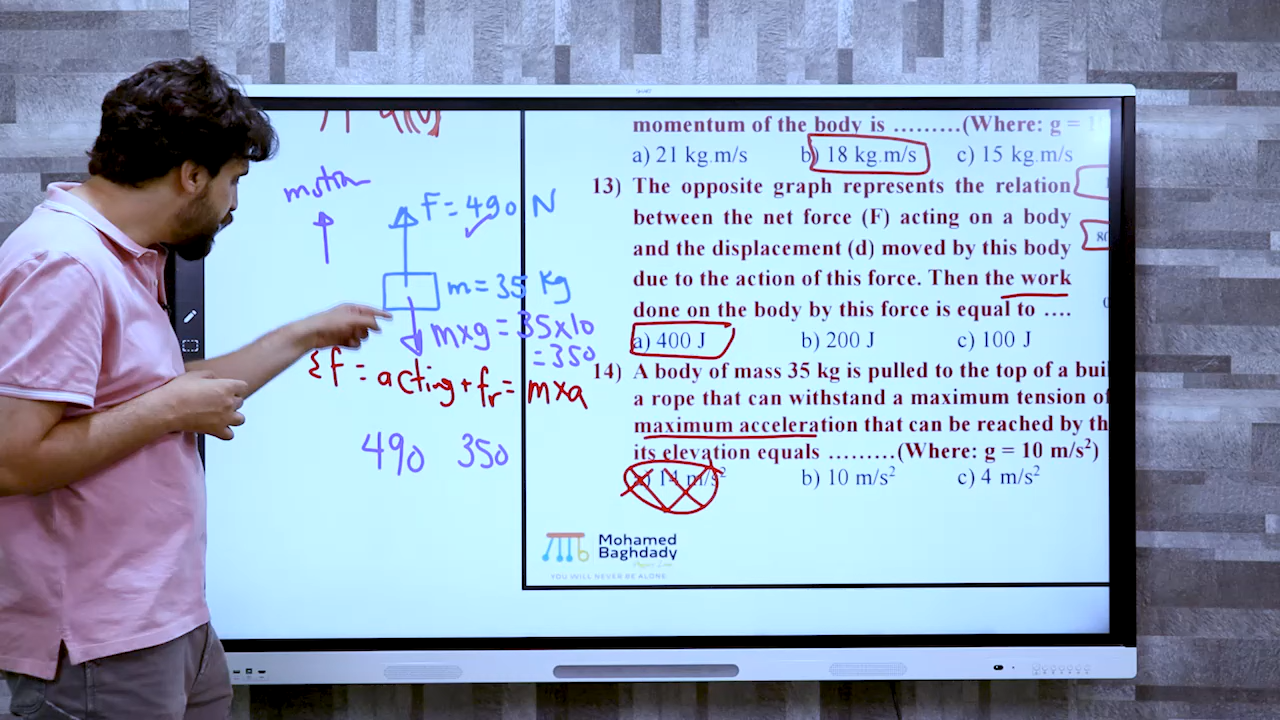 motion
F = 490 N
m = 35 Kg
mxg = 35x10
= 350
Σf = acting + fr = mxa
490 350
momentum of the body is .........(Where: g = 1
a) 21 kg.m/s b) 18 kg.m/s c) 15 kg.m/s
13) The opposite graph represents the relation
between the net force (F) acting on a body
and the displacement (d) moved by this body
80
due to the action of this force. Then the work
done on the body by this force is equal to ....
a) 400 J b) 200 J c) 100 J
14) A body of mass 35 kg is pulled to the top of a bui
a rope that can withstand a maximum tension of
maximum acceleration that can be reached by th
its elevation equals .........(Where: g = 10 m/s²)
a) 14 m/s² b) 10 m/s² c) 4 m/s²
Mohamed
Baghdady
YOU WILL NEVER BE ALONE